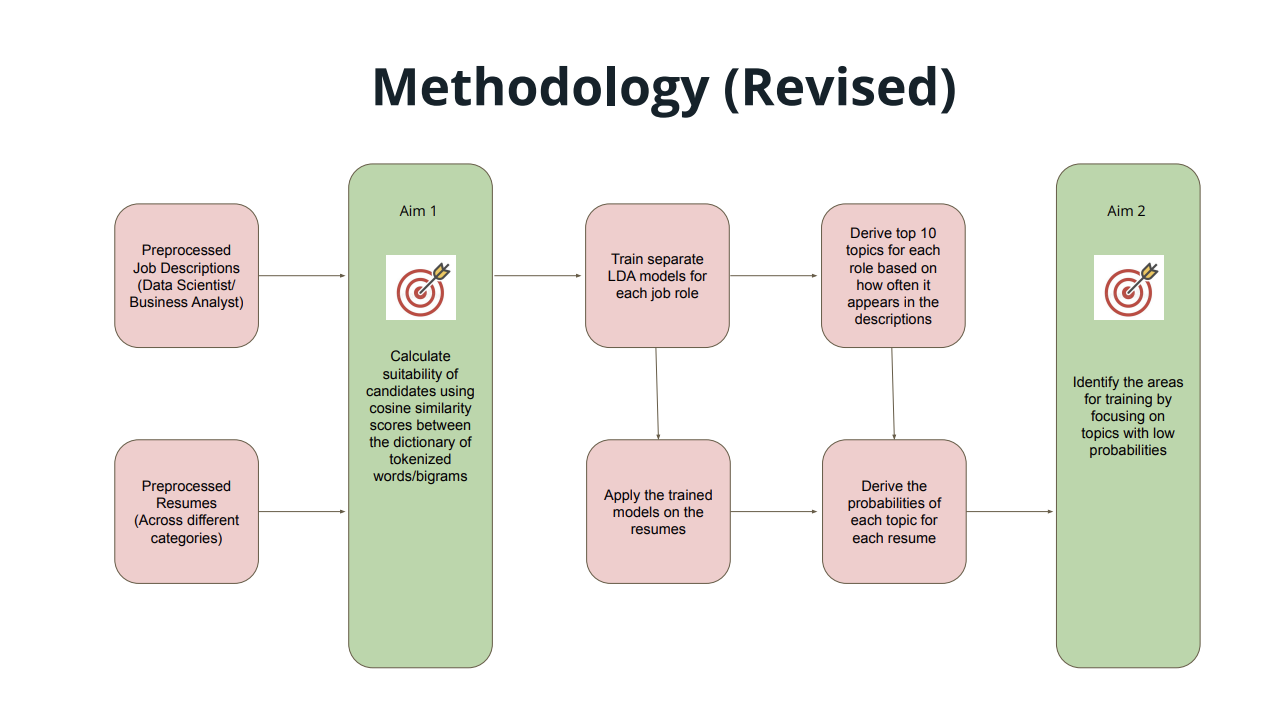 Methodology (Revised)
Preprocessed
Job Descriptions
(Data Scientist/
Business Analyst)
Preprocessed
Resumes
(Across different
categories)
Aim 1
Calculate
suitability of
candidates using
cosine similarity
scores between
the dictionary of
tokenized
words/bigrams
Train separate
LDA models for
each job role
Derive top 10
topics for each
role based on
how often it
appears in the
descriptions
Apply the trained
models on the
resumes
Derive the
probabilities of
each topic for
each resume
Aim 2
Identify the areas
for training by
focusing on
topics with low
probabilities